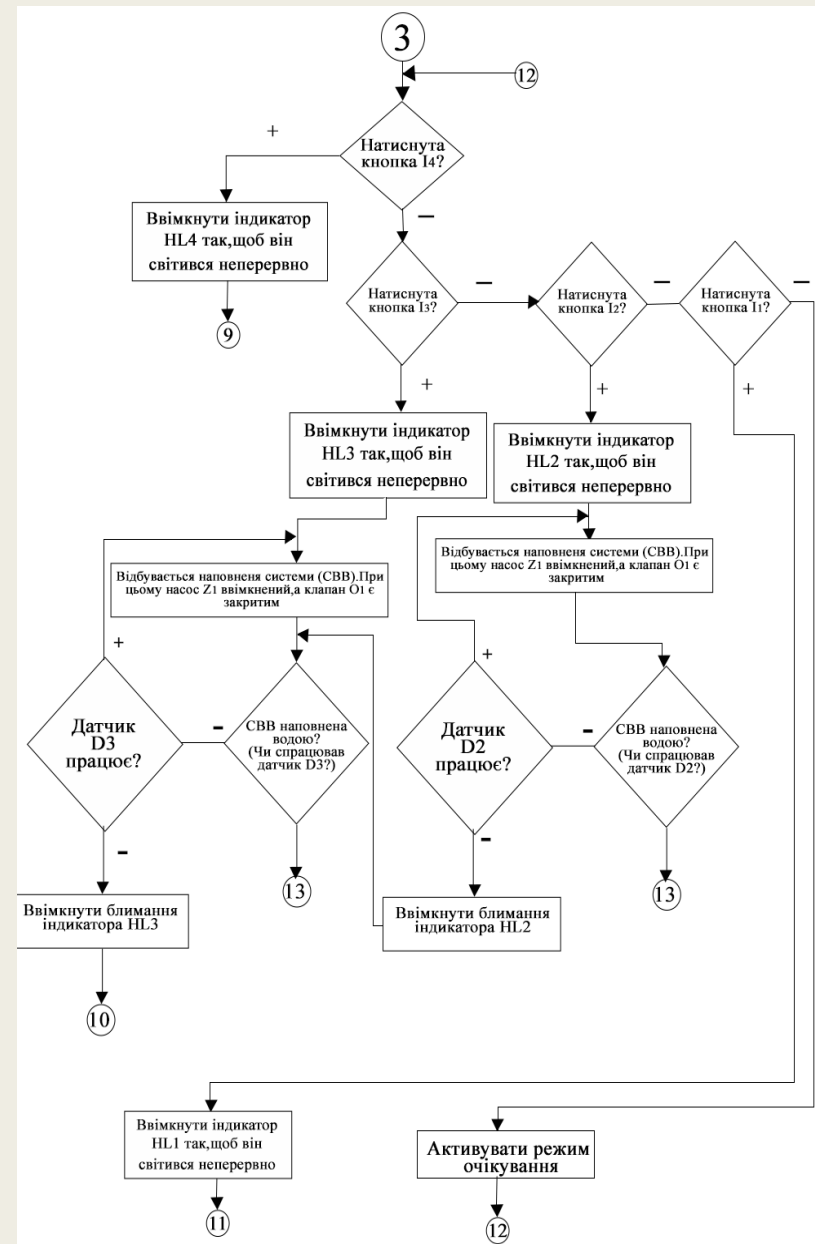 3
12
+
Натиснута
кнопка I4?
Ввімкнути індикатор
HL4 так,щоб він
світився неперервно
9
–
Натиснута
кнопка I3?
–
Натиснута
кнопка I2?
–
Натиснута
кнопка I1?
–
+
+
+
Ввімкнути індикатор
HL3 так,щоб він
світився неперервно
Ввімкнути індикатор
HL2 так,щоб він
світився неперервно
Відбувається наповненя системи (СВВ).При
цьому насос Z1 ввімкнений,а клапан O1 є
закритим
Відбувається наповненя системи (СВВ).При
цьому насос Z1 ввімкнений,а клапан O1 є
закритим
+
Датчик
D3
працює?
-
СВВ наповнена
водою?
(Чи спрацював
датчик D3?)
+
Датчик
D2
працює?
-
СВВ наповнена
водою?
(Чи спрацював
датчик D2?)
-
13
-
13
Ввімкнути блимання
індикатора HL3
Ввімкнути блимання
індикатора HL2
10
Ввімкнути індикатор
HL1 так,щоб він
світився неперервно
11
Активувати режим
очікування
12